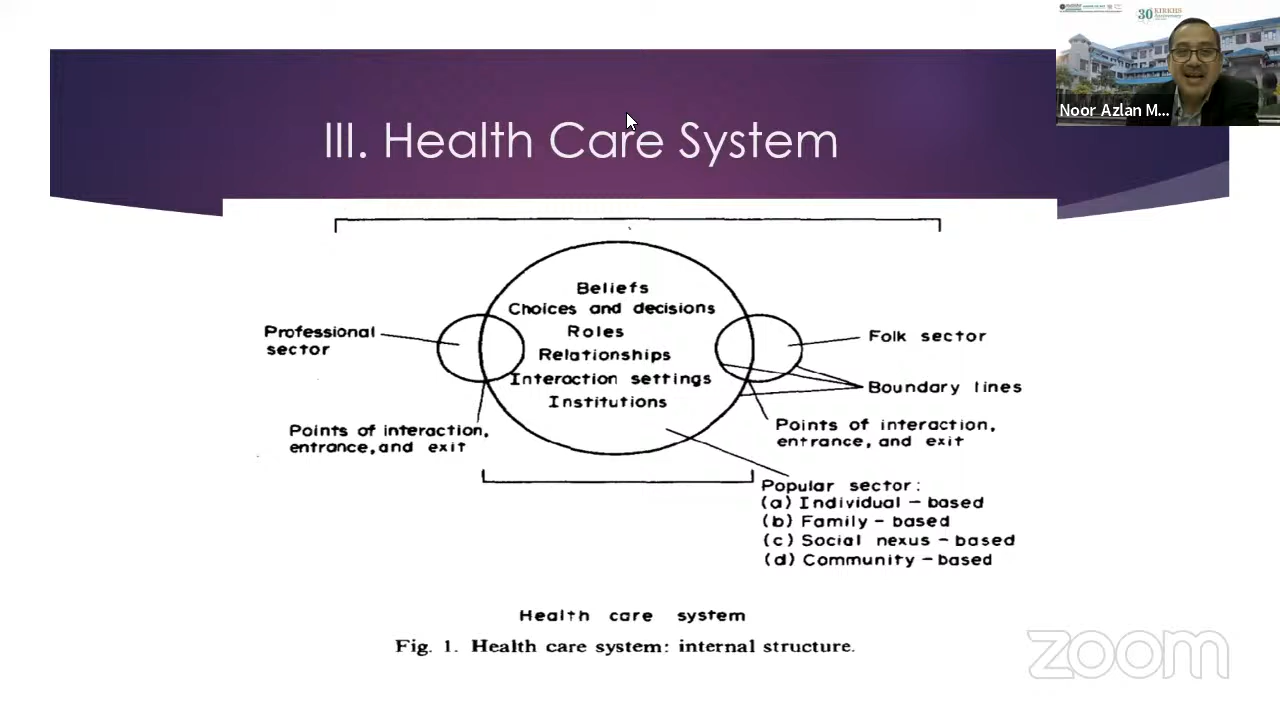 30 KIRKHS
Anniversary
Noor Azlan M...
III. Health Care System
Beliefs
Choices and decisions
Roles
Relationships
Interaction settings
Institutions
Professional
sector
Points of interaction,
entrance, and exit
Folk sector
Boundary lines
Points of interaction,
entrance, and exit
Popular sector:
(a) Individual – based
(b) Family – based
(c) Social nexus – based
(d) Community – based
Health care system
Fig. 1. Health care system: internal structure.
zoom